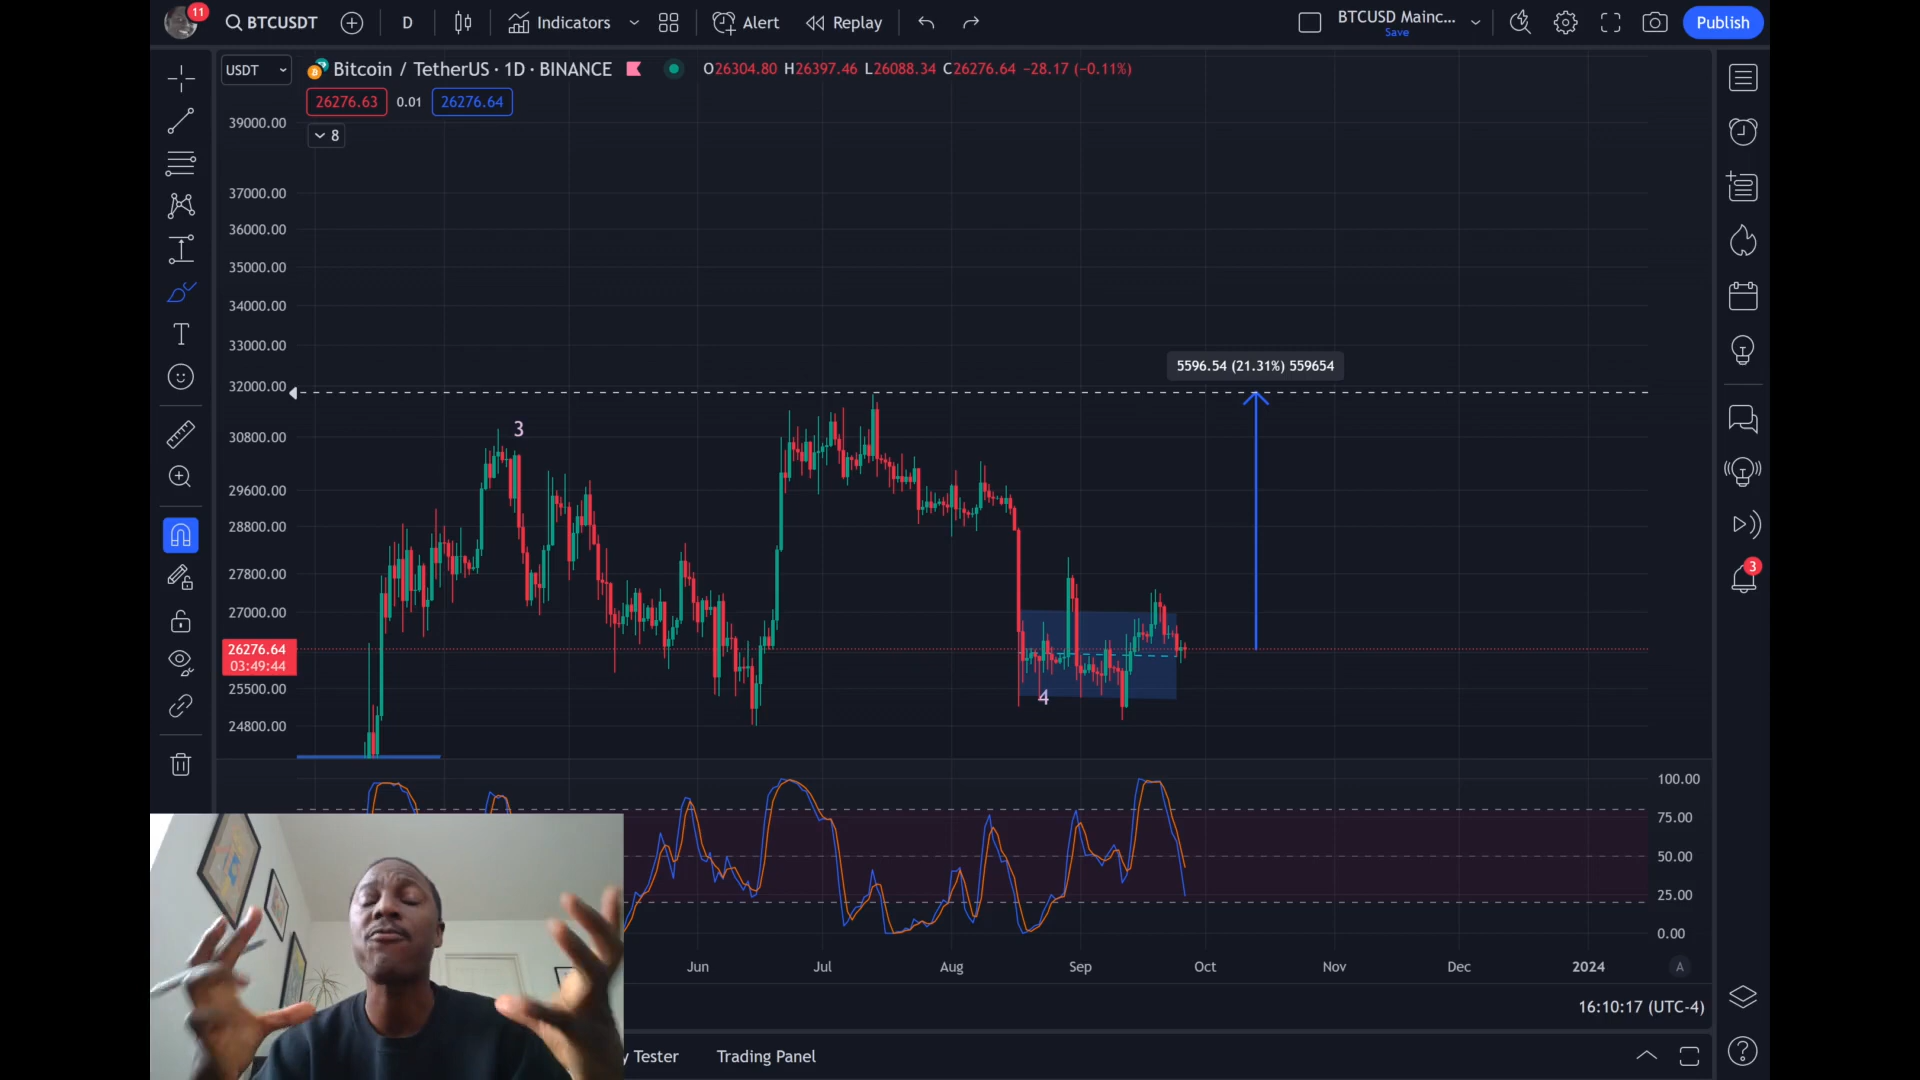 11
BTCUSDT
D
Indicators
Alert
Replay
BTCUSD Mainc...
Save
Publish
USDT
Bitcoin / TetherUS · 1D · BINANCE
O26304.80 H26397.46 L26088.34 C26276.64 −28.17 (−0.11%)
26276.63
0.01
26276.64
8
39000.00
37000.00
36000.00
35000.00
34000.00
33000.00
32000.00
30800.00
29600.00
28800.00
27800.00
27000.00
26276.64
03:49:44
25500.00
24800.00
5596.54 (21.31%) 559654
3
4
3
100.00
75.00
50.00
25.00
0.00
Jun
Jul
Aug
Sep
Oct
Nov
Dec
2024
A
16:10:17 (UTC-4)
y Tester
Trading Panel